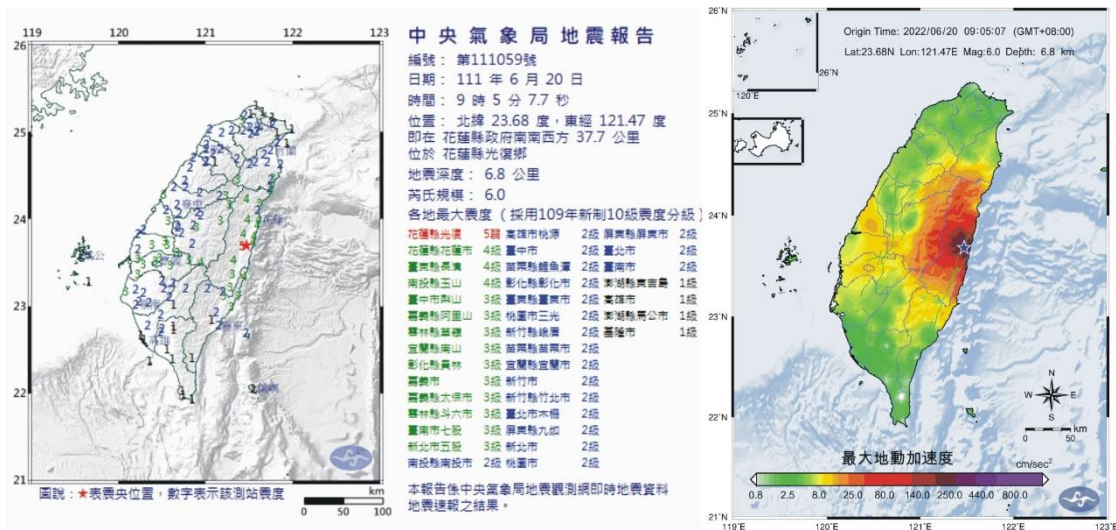 119
120
121
122
123
26
25
24
23
22
21
圖說：★表震央位置，數字表示該測站震度
km
0 50 100
中央氣象局地震報告
編號： 第111059號
日期： 111 年 6 月 20 日
時間： 9 時 5 分 7.7 秒
位置： 北緯 23.68 度，東經 121.47 度
即在 花蓮縣政府南南西方 37.7 公里
位於 花蓮縣光復鄉
地震深度： 6.8 公里
芮氏規模： 6.0
各地最大震度（採用109年新制10級震度分級）
花蓮縣光復 5弱 高雄市桃源 2級 屏東縣屏東市 2級
花蓮縣花蓮市 4級 臺中市 2級 臺北市 2級
臺東縣長濱 4級 苗栗縣鯉魚潭 2級 臺南市 2級
南投縣玉山 4級 彰化縣彰化市 2級 澎湖縣東吉島 1級
臺中市梨山 3級 臺東縣臺東市 2級 高雄市 1級
嘉義縣阿里山 3級 桃園市三光 2級 澎湖縣馬公市 1級
雲林縣草嶺 3級 新竹縣峨眉 2級 基隆市 1級
宜蘭縣南山 3級 苗栗縣苗栗市 2級
彰化縣員林 3級 宜蘭縣宜蘭市 2級
嘉義市 3級 新竹市 2級
嘉義縣太保市 3級 新竹縣竹北市 2級
雲林縣斗六市 3級 臺北市木柵 2級
臺南市七股 3級 屏東縣九如 2級
新北市五股 3級 新北市 2級
南投縣南投市 2級 桃園市 2級
本報告係中央氣象局地震觀測網即時地震資料
地震速報之結果。
Origin Time: 2022/06/20 09:05:07 (GMT+08:00)
Lat:23.68N Lon:121.47E Mag:6.0 Depth: 6.8 km
26°N
120°E
26°N
25°N
24°N
23°N
22°N
21°N
N
W E
S
km
0 50
最大地動加速度
cm/sec²
0.8 2.5 8.0 25.0 80.0 140.0 250.0 440.0 800.0
119°E
120°E
121°E
122°E
123°E